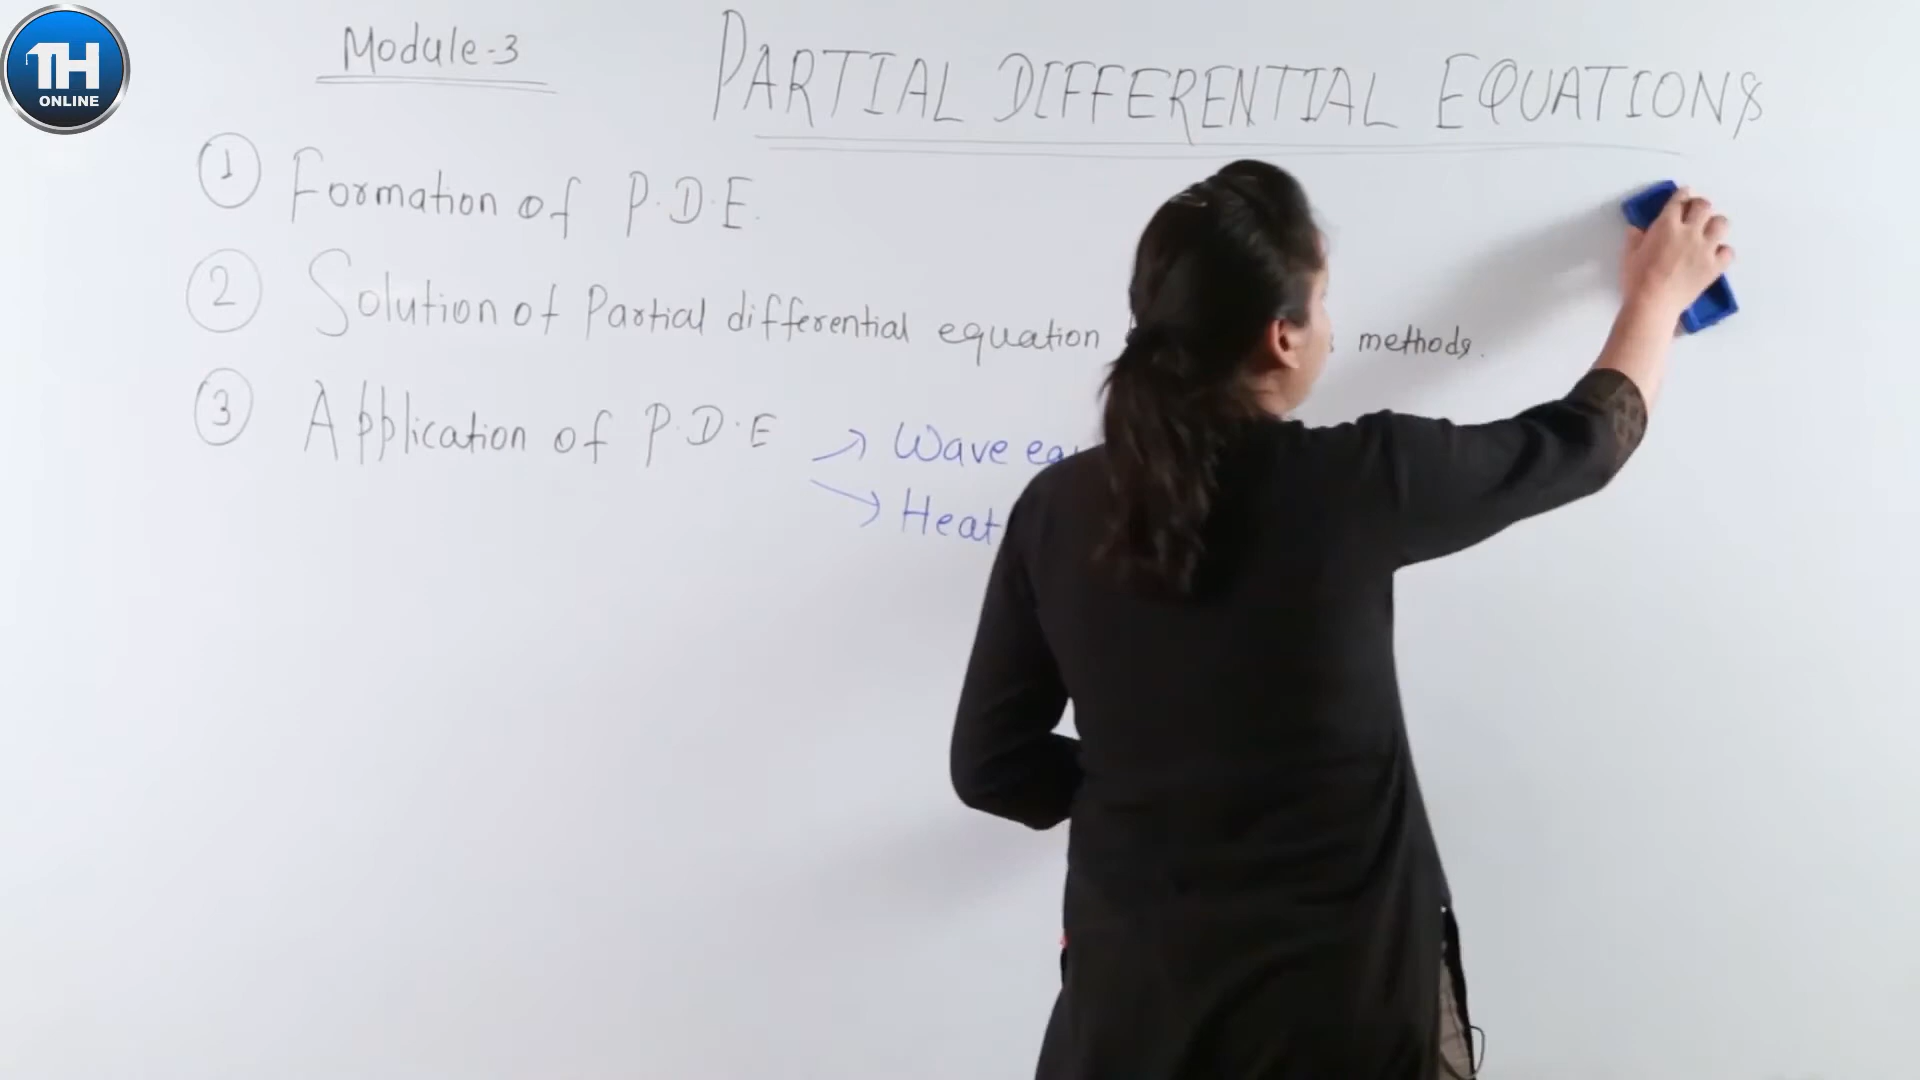 TH
ONLINE
Module-3
PARTIAL DIFFERENTIAL EQUATIONS
1 Formation of P.D.E.
2 Solution of Partial differential equation methods.
3 Application of P.D.E → Wave
→ Heat